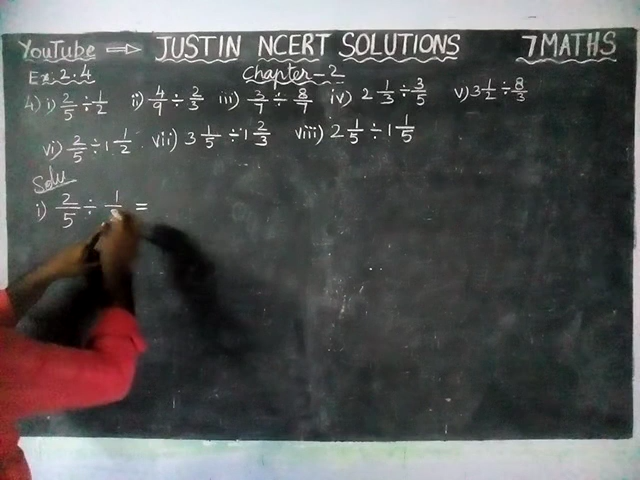 YouTube ⇒ JUSTIN NCERT SOLUTIONS 7 MATHS
Ex: 2.4 Chapter-2
4) i) 2/5 ÷ 1/2 ii) 4/9 ÷ 2/3 iii) 3/7 ÷ 8/7 iv) 2 1/3 ÷ 3/5 v) 3 1/2 ÷ 8/3
vi) 2/5 ÷ 1 1/2 vii) 3 1/5 ÷ 1 2/3 viii) 2 1/5 ÷ 1 1/5
Solu
i) 2/5 ÷ 1/ =